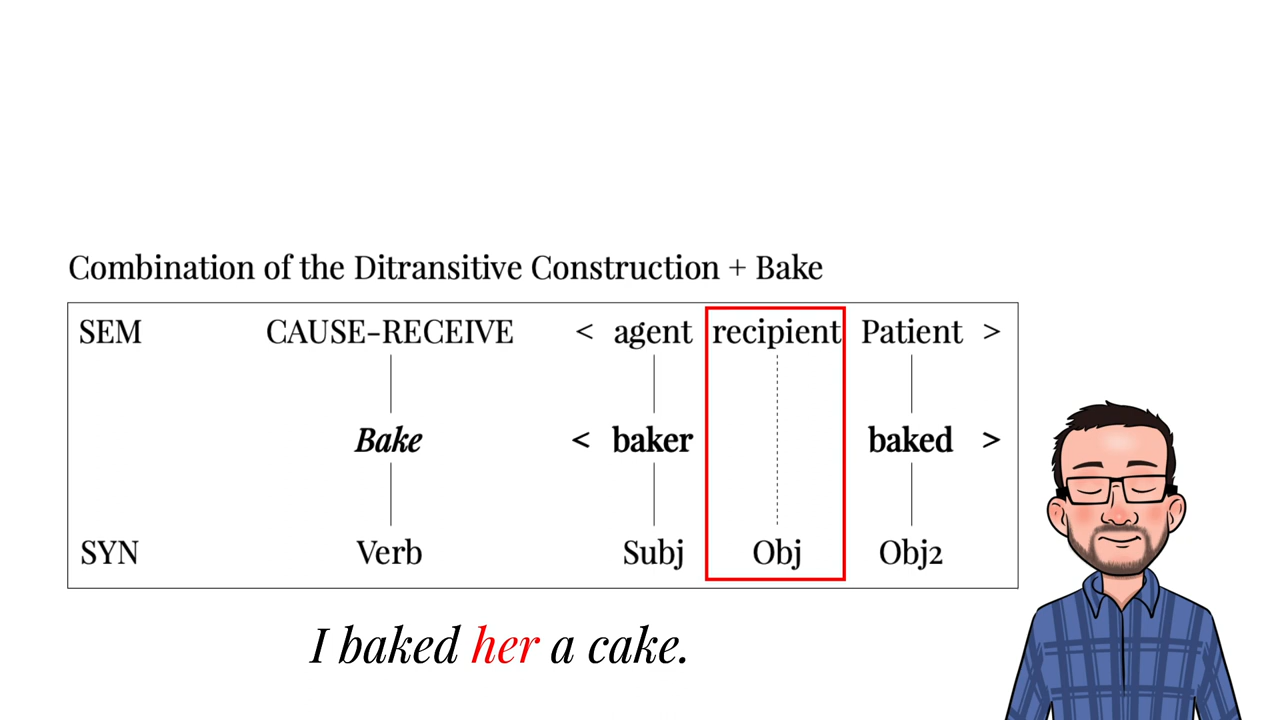 Combination of the Ditransitive Construction + Bake
SEM CAUSE-RECEIVE < agent recipient Patient >
Bake < baker baked >
SYN Verb Subj Obj Obj2
I baked her a cake.